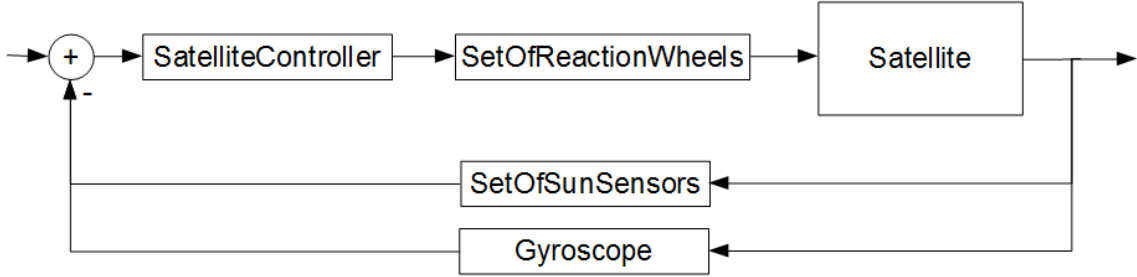 +
SatelliteController
SetOfReactionWheels
Satellite
-
SetOfSunSensors
Gyroscope